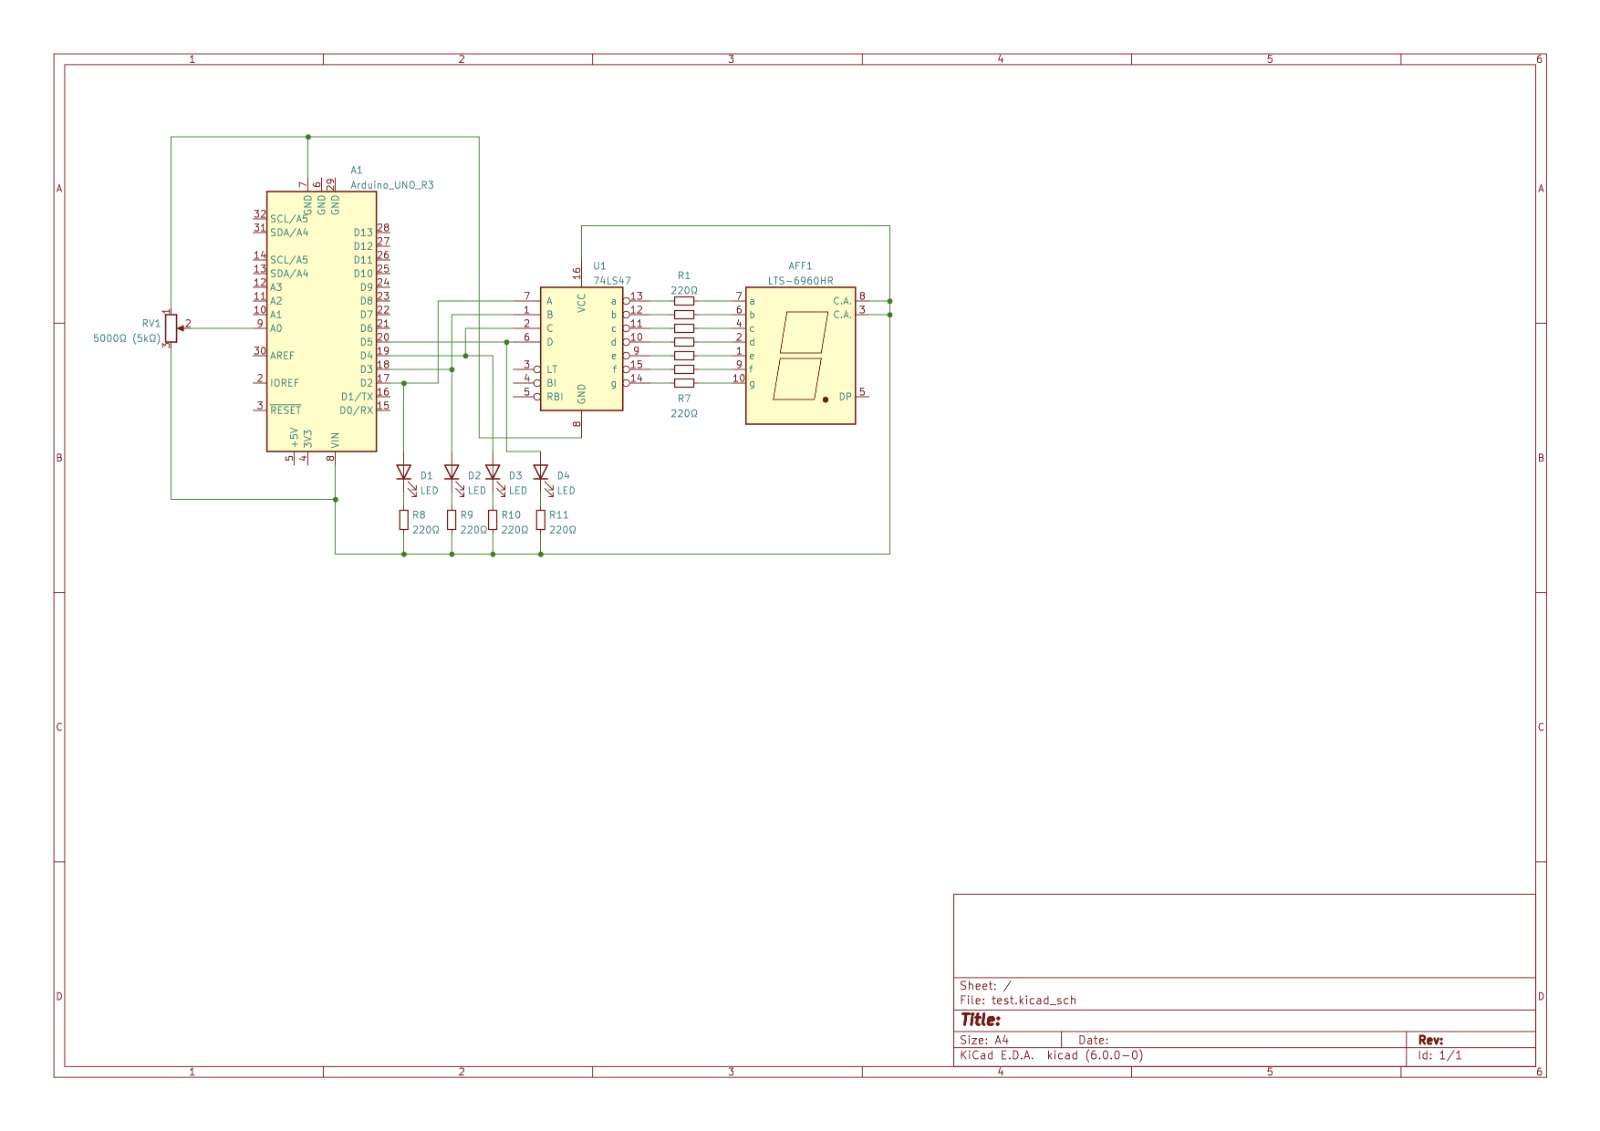 1 2 3 4 5 6
A A
B B
C C
D D
A1
Arduino_UNO_R3
7 6 29
GND GND GND
32 SCL/A5
31 SDA/A4
14 SCL/A5
13 SDA/A4
12 A3
11 A2
10 A1
9 A0
30 AREF
2 IOREF
3 RESET
D13 28
D12 27
D11 26
D10 25
D9 24
D8 23
D7 22
D6 21
D5 20
D4 19
D3 18
D2 17
D1/TX 16
D0/RX 15
+5V 3V3 VIN
5 4 8
RV1
5000Ω (5kΩ)
1
2
3
U1
74LS47
16
VCC
7 A
1 B
2 C
6 D
3 LT
4 BI
5 RBI
a 13
b 12
c 11
d 10
e 9
f 15
g 14
GND
8
R1
220Ω
R7
220Ω
AFF1
LTS-6960HR
7 a
6 b
4 c
2 d
1 e
9 f
10 g
C.A. 8
C.A. 3
DP 5
D1
LED
D2
LED
D3
LED
D4
LED
R8
220Ω
R9
220Ω
R10
220Ω
R11
220Ω
Sheet: /
File: test.kicad_sch
Title:
Size: A4 Date: Rev:
KiCad E.D.A. kicad (6.0.0-0) Id: 1/1
1 2 3 4 5 6